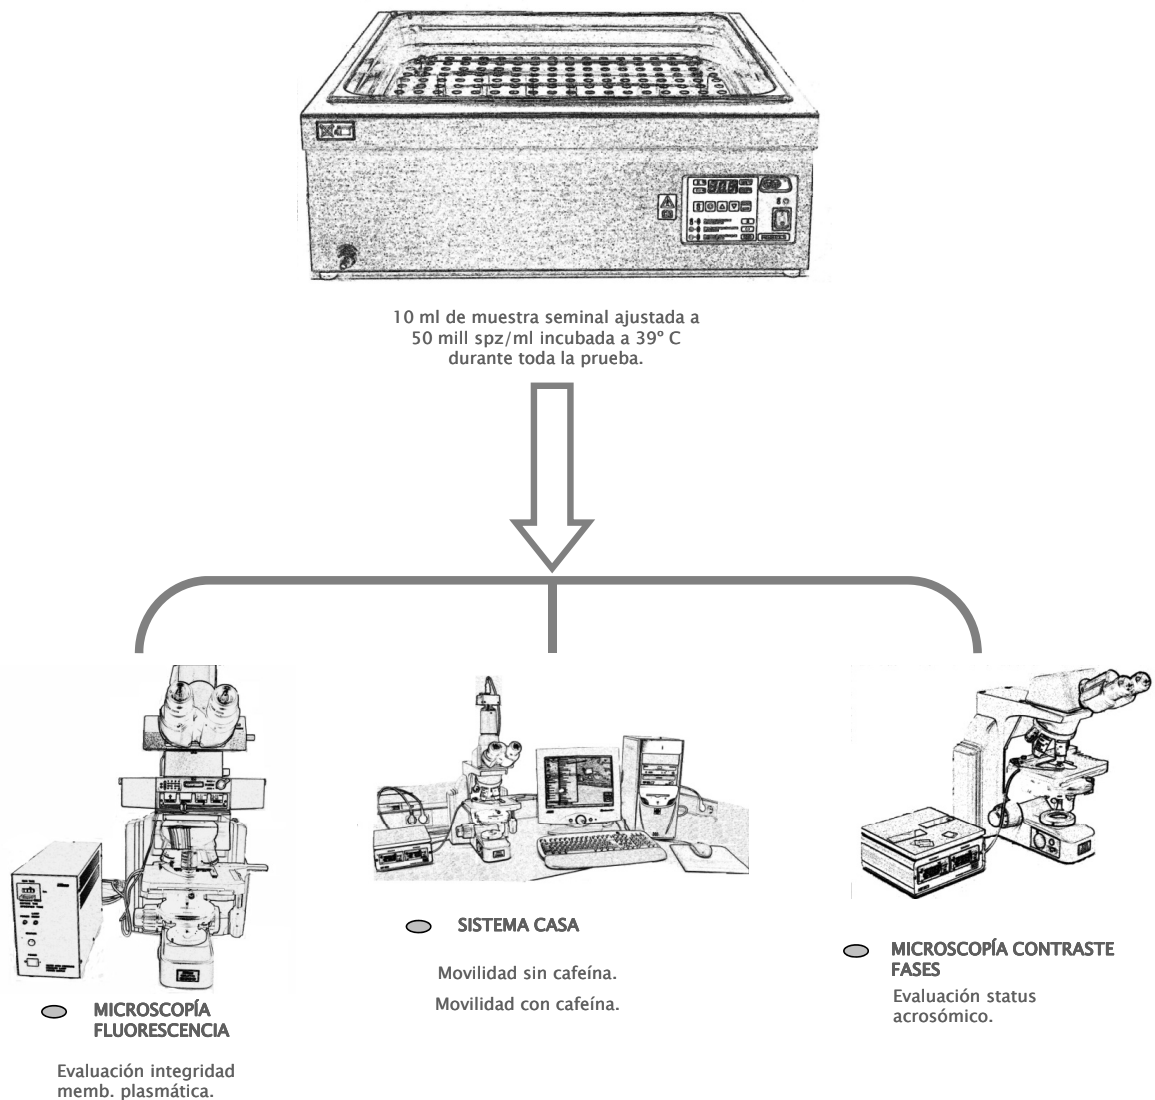 10 ml de muestra seminal ajustada a
50 mill spz/ml incubada a 39º C
durante toda la prueba.
SISTEMA CASA
Movilidad sin cafeína.
Movilidad con cafeína.
MICROSCOPÍA CONTRASTE
FASES
Evaluación status
acrosómico.
MICROSCOPÍA
FLUORESCENCIA
Evaluación integridad
memb. plasmática.